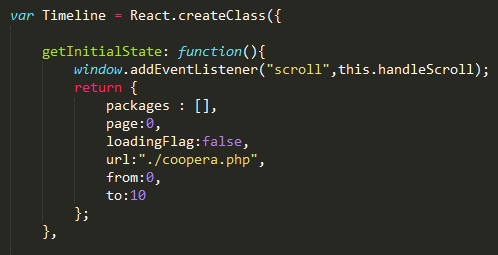 var Timeline = React.createClass({
getInitialState: function(){
window.addEventListener("scroll",this.handleScroll);
return {
packages : [],
page:0,
loadingFlag:false,
url:"./coopera.php",
from:0,
to:10
};
},